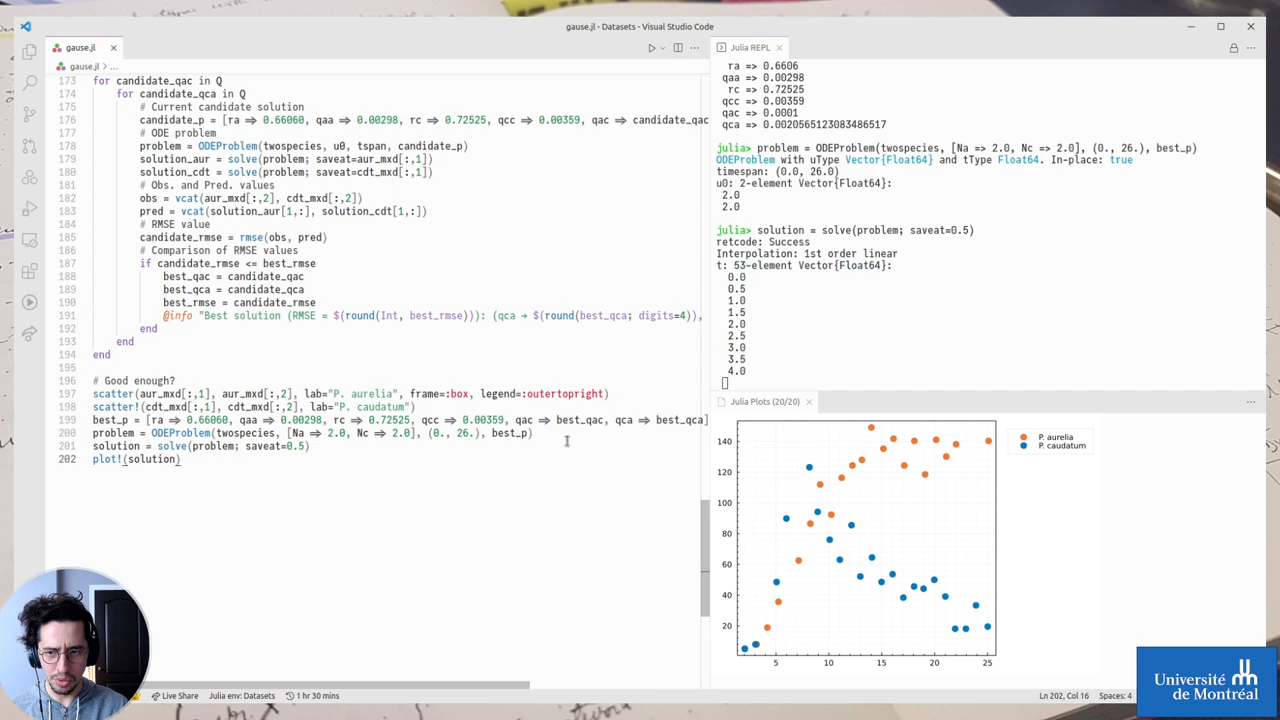 gause.jl - Datasets - Visual Studio Code
gause.jl
gause.jl > ...
173 for candidate_qac in Q
174 for candidate_qca in Q
175 # Current candidate solution
176 candidate_p = [ra => 0.66060, qaa => 0.00298, rc => 0.72525, qcc => 0.00359, qac => candidate_qac
177 # ODE problem
178 problem = ODEProblem(twospecies, u0, tspan, candidate_p)
179 solution_aur = solve(problem; saveat=aur_mxd[:,1])
180 solution_cdt = solve(problem; saveat=cdt_mxd[:,1])
181 # Obs. and Pred. values
182 obs = vcat(aur_mxd[:,2], cdt_mxd[:,2])
183 pred = vcat(solution_aur[1,:], solution_cdt[1,:])
184 # RMSE value
185 candidate_rmse = rmse(obs, pred)
186 # Comparison of RMSE values
187 if candidate_rmse <= best_rmse
188 best_qac = candidate_qac
189 best_qca = candidate_qca
190 best_rmse = candidate_rmse
191 @info "Best solution (RMSE = $(round(Int, best_rmse))): (qca → $(round(best_qca; digits=4)),
192 end
193 end
194 end
195
196 # Good enough?
197 scatter(aur_mxd[:,1], aur_mxd[:,2], lab="P. aurelia", frame=:box, legend=:outertopright)
198 scatter!(cdt_mxd[:,1], cdt_mxd[:,2], lab="P. caudatum")
199 best_p = [ra => 0.66060, qaa => 0.00298, rc => 0.72525, qcc => 0.00359, qac => best_qac, qca => best_qca]
200 problem = ODEProblem(twospecies, [Na => 2.0, Nc => 2.0], (0., 26.), best_p)
201 solution = solve(problem; saveat=0.5)
202 plot!(solution)
Live Share Julia env: Datasets 1 hr 30 mins
Julia REPL
ra => 0.6606
qaa => 0.00298
rc => 0.72525
qcc => 0.00359
qac => 0.0001
qca => 0.0020565123083486517
julia> problem = ODEProblem(twospecies, [Na => 2.0, Nc => 2.0], (0., 26.), best_p)
ODEProblem with uType Vector{Float64} and tType Float64. In-place: true
timespan: (0.0, 26.0)
u0: 2-element Vector{Float64}:
2.0
2.0
julia> solution = solve(problem; saveat=0.5)
retcode: Success
Interpolation: 1st order linear
t: 53-element Vector{Float64}:
0.0
0.5
1.0
1.5
2.0
2.5
3.0
3.5
4.0
Julia Plots (20/20)
P. aurelia
P. caudatum
140
120
100
80
60
40
20
5 10 15 20 25
Ln 202, Col 16 Spaces: 4
Université
de Montréal